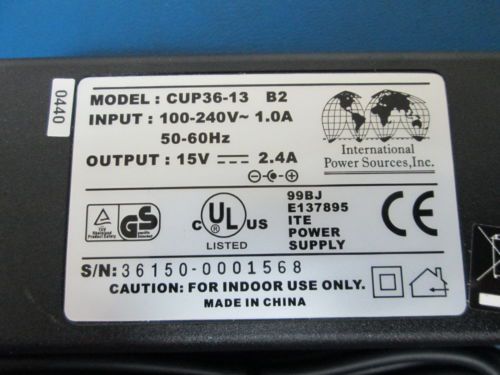 0440
MODEL : CUP36-13 B2
INPUT : 100-240V~ 1.0A
50-60Hz
OUTPUT : 15V ⎓ 2.4A
International
Power Sources, Inc.
GS
c UL us
LISTED
99BJ
E137895
ITE
POWER
SUPPLY
CE
S/N: 36150-0001568
CAUTION: FOR INDOOR USE ONLY.
MADE IN CHINA